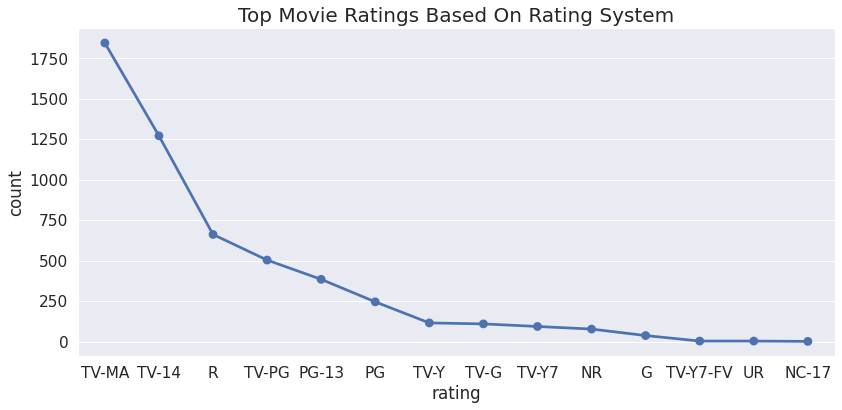 Top Movie Ratings Based On Rating System
count
1750
1500
1250
1000
750
500
250
0
TV-MA TV-14 R TV-PG PG-13 PG TV-Y TV-G TV-Y7 NR G TV-Y7-FV UR NC-17
rating